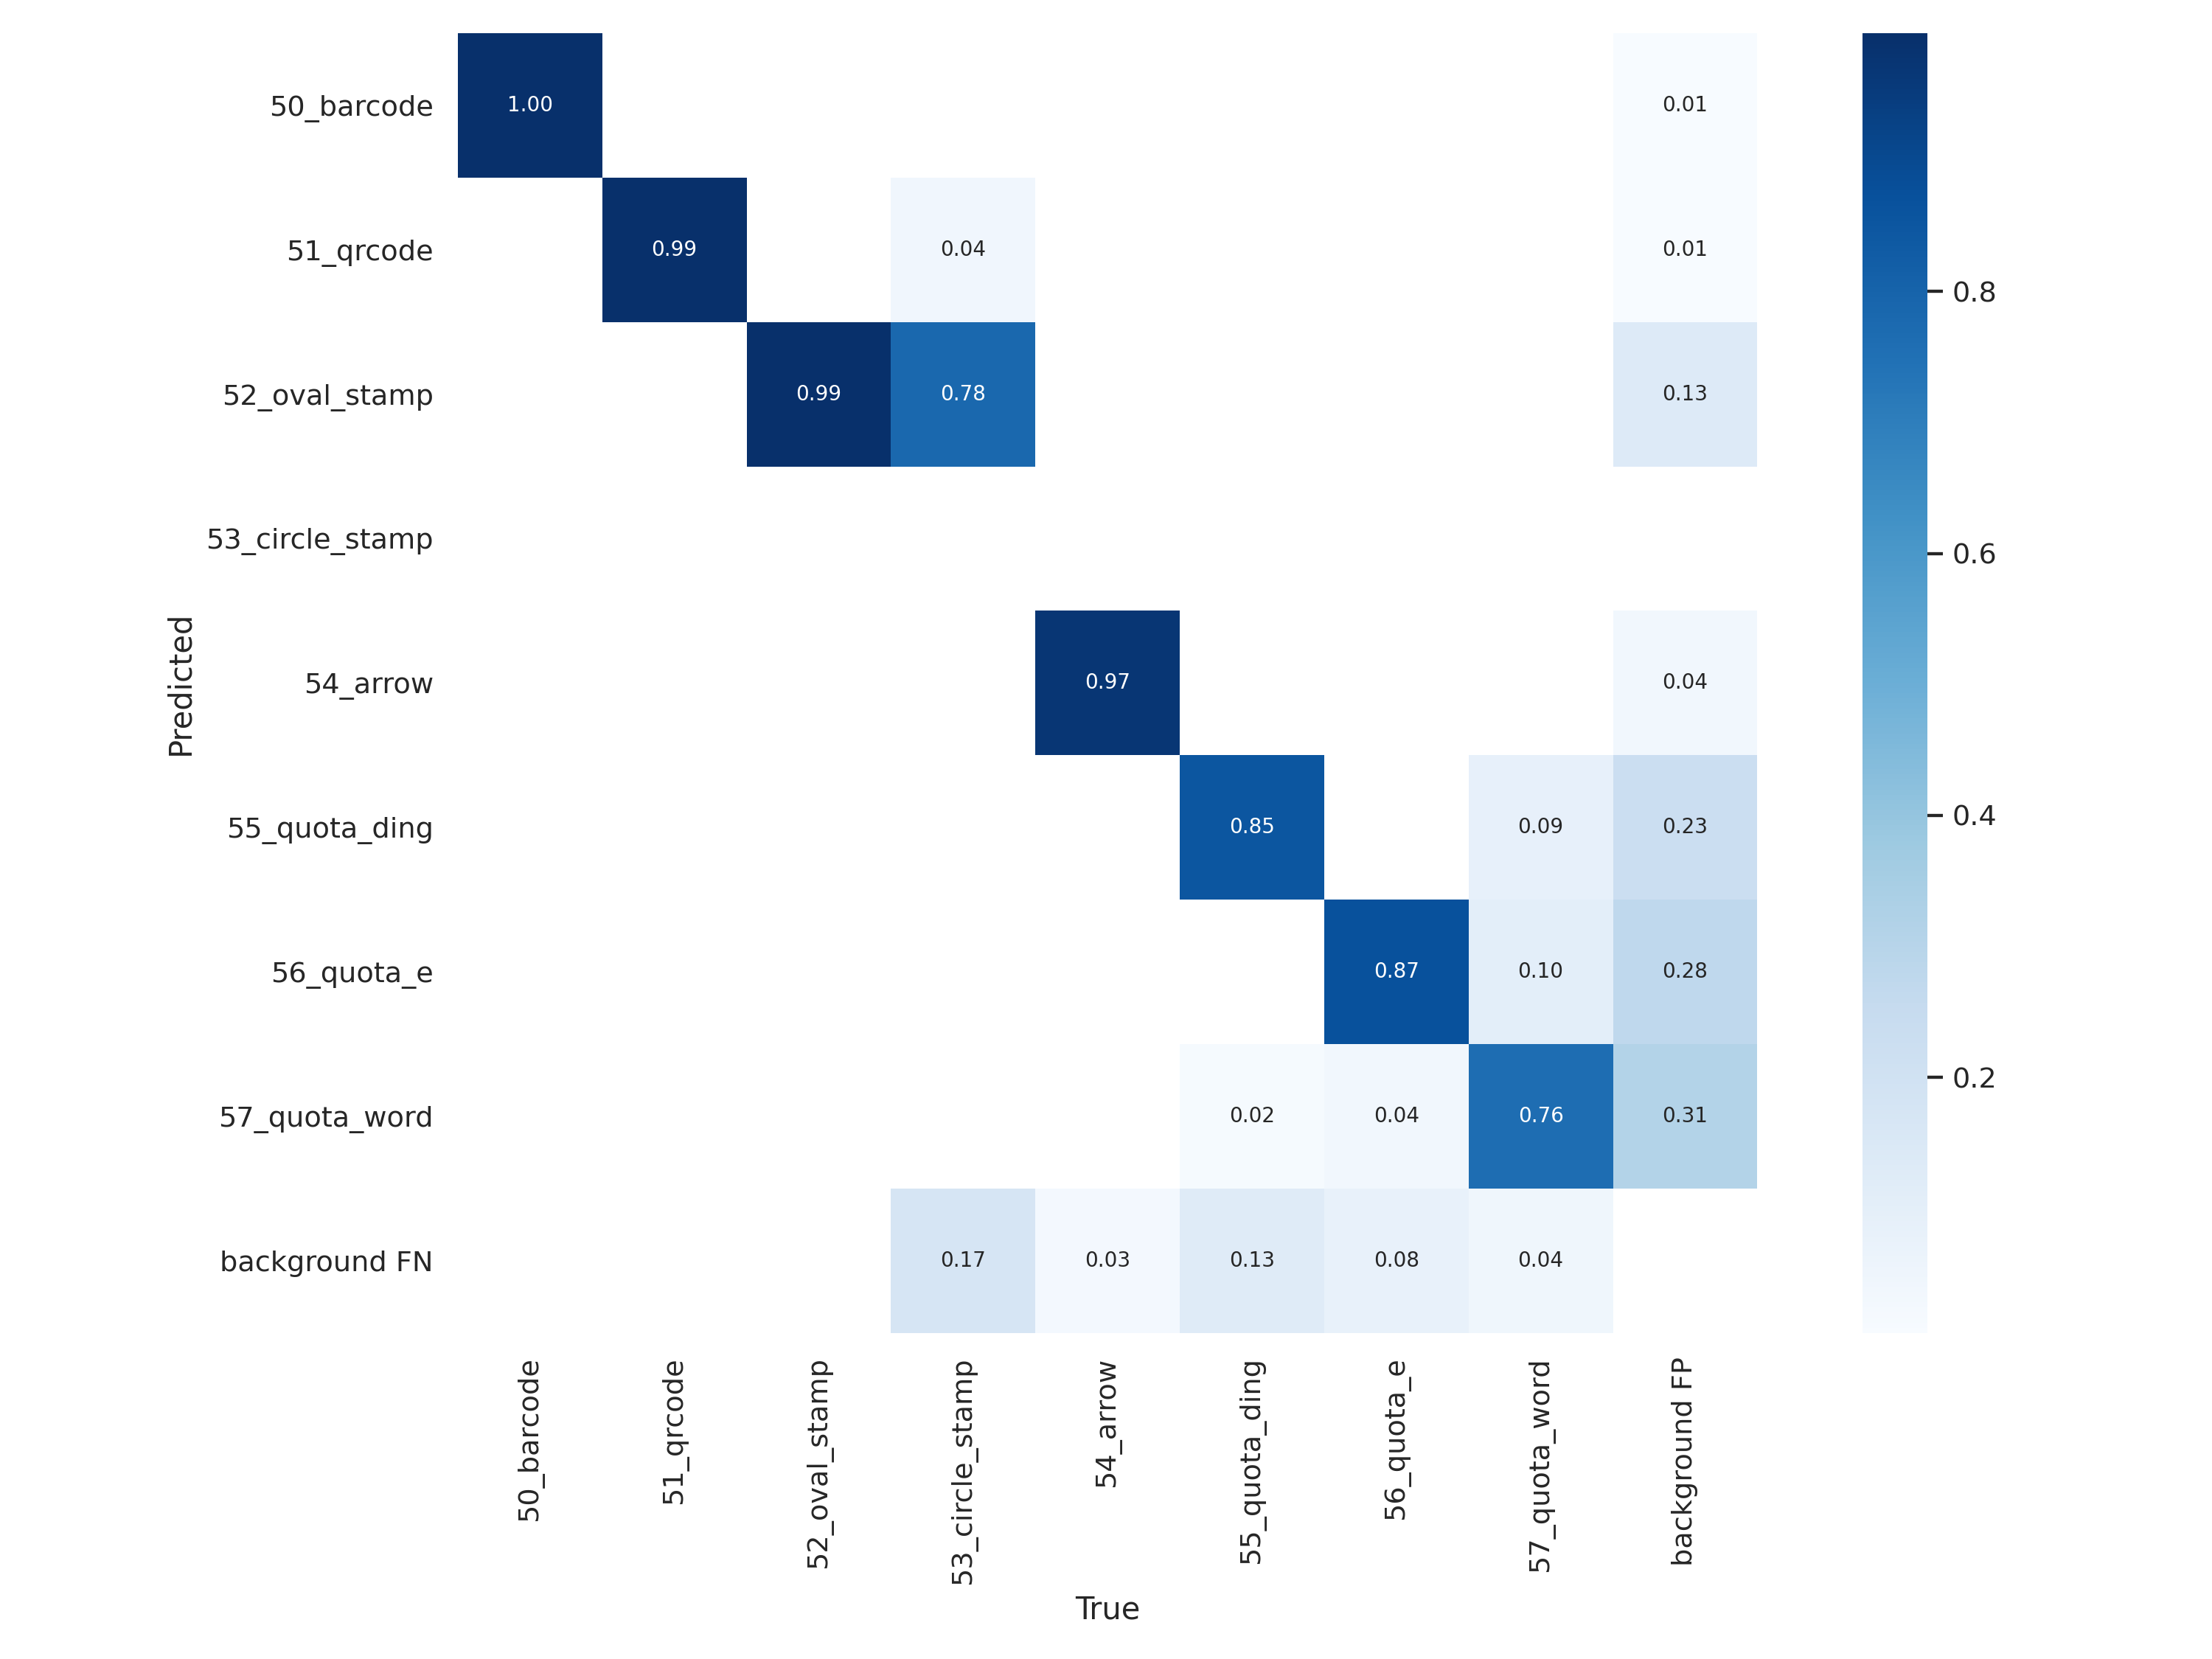 50_barcode 1.00 0.01
51_qrcode 0.99 0.04 0.01
0.8
52_oval_stamp 0.99 0.78 0.13
53_circle_stamp
0.6
Predicted
54_arrow 0.97 0.04
0.4
55_quota_ding 0.85 0.09 0.23
56_quota_e 0.87 0.10 0.28
0.2
57_quota_word 0.02 0.04 0.76 0.31
background FN 0.17 0.03 0.13 0.08 0.04
50_barcode
51_qrcode
52_oval_stamp
53_circle_stamp
54_arrow
55_quota_ding
56_quota_e
57_quota_word
background FP
True